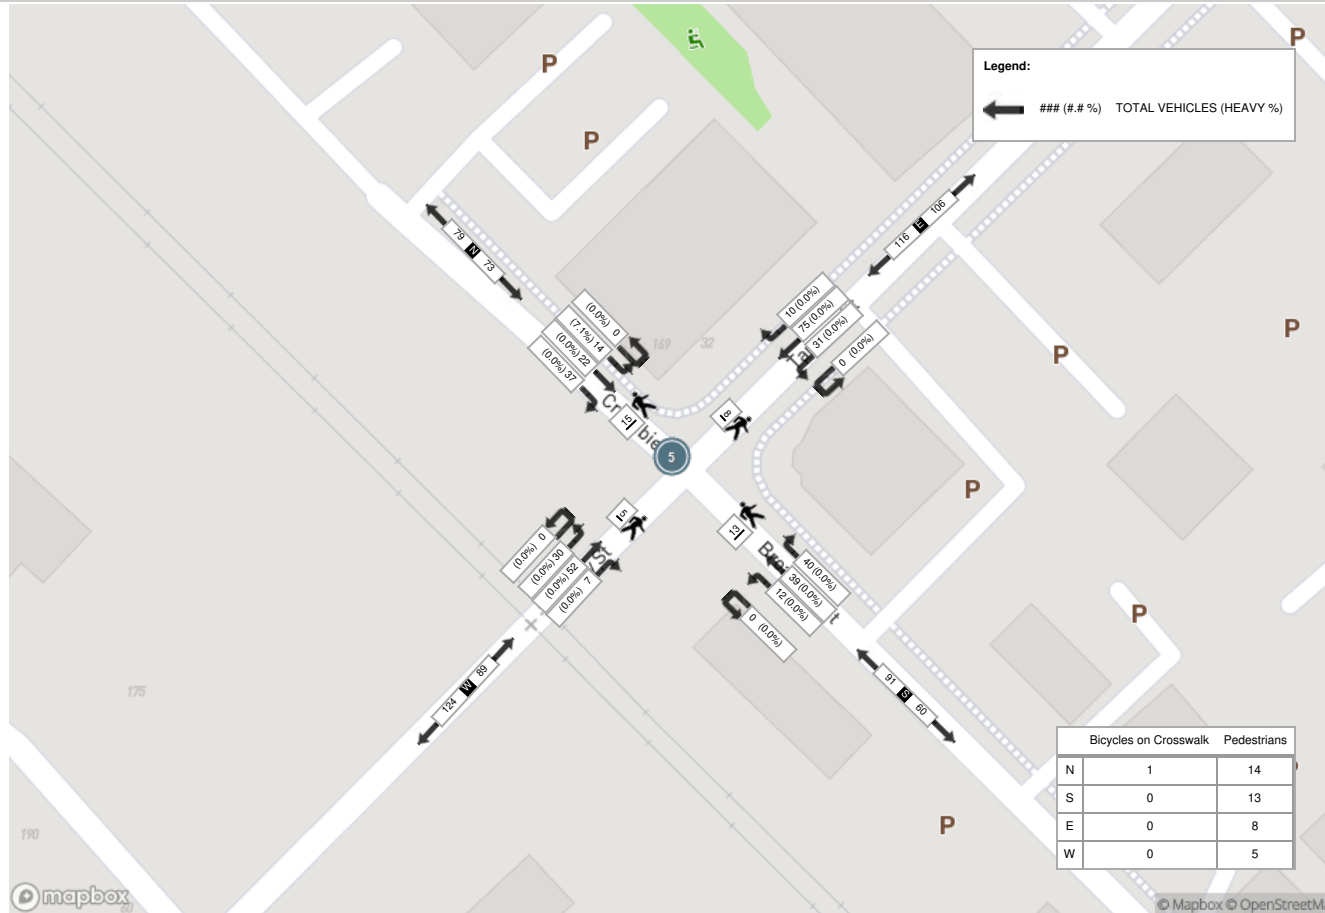 P
P
P
P
P
P
P
P
Legend:
### (#.# %) TOTAL VEHICLES (HEAVY %)
79 N 73
116 E 106
(0.0%) 0
(7.1%) 14
(0.0%) 22
(0.0%) 37
10 (0.0%)
75 (0.0%)
31 (0.0%)
0 (0.0%)
169
32
15
8
5
5
13
(0.0%) 0
(0.0%) 30
(0.0%) 52
(0.0%) 7
40 (0.0%)
39 (0.0%)
12 (0.0%)
0 (0.0%)
124 W 89
91 S 60
175
190
60
Bicycles on Crosswalk Pedestrians
N 1 14
S 0 13
E 0 8
W 0 5
mapbox
© Mapbox © OpenStreetM